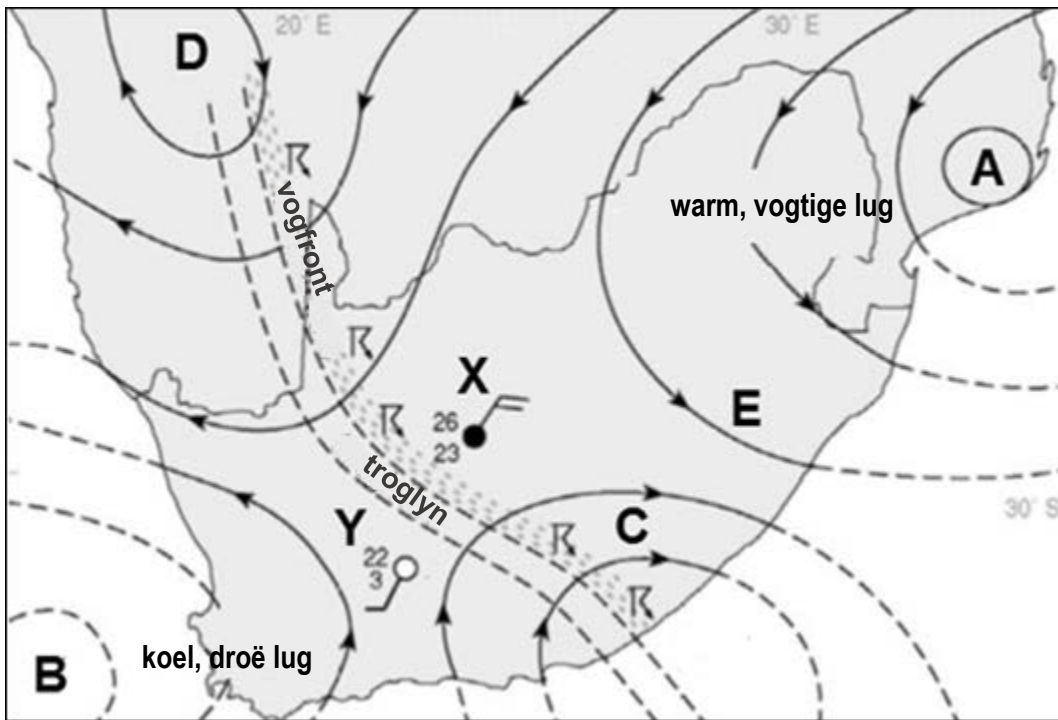 20° E
30° E
D
A
warm, vogtige lug
vogfront
X
26
23
E
troglyn
30° S
Y
C
22
3
B
koel, droë lug